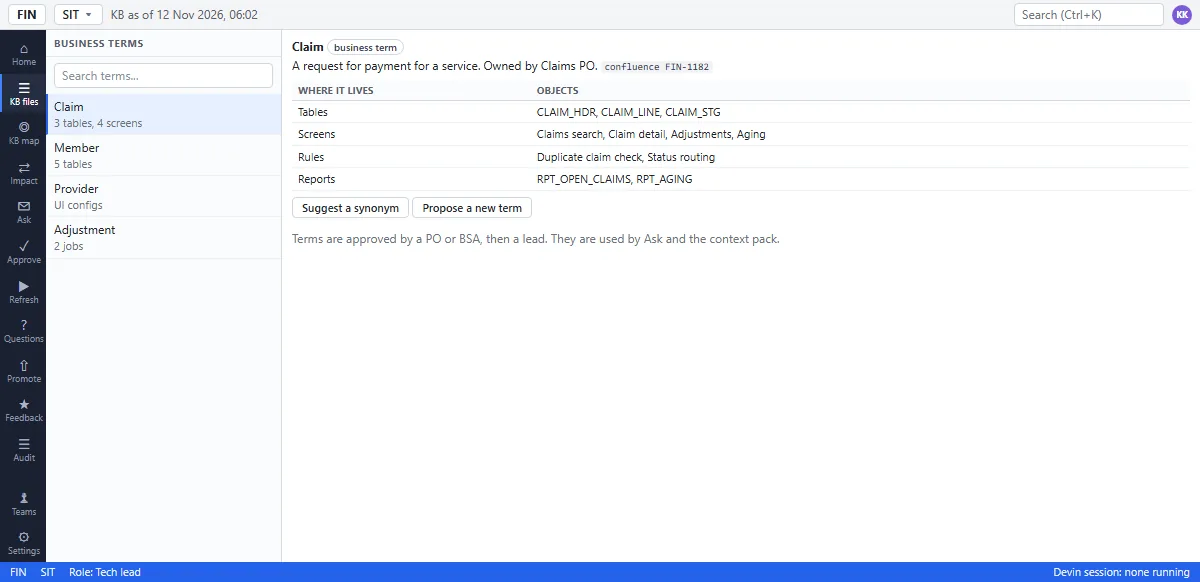 FIN SIT KB as of 12 Nov 2026, 06:02 Search (Ctrl+K) KK
Home
KB files
KB map
Impact
Ask
Approve
Refresh
Questions
Promote
Feedback
Audit
Teams
Settings
BUSINESS TERMS
Search terms...
Claim
3 tables, 4 screens
Member
5 tables
Provider
UI configs
Adjustment
2 jobs
Claim business term
A request for payment for a service. Owned by Claims PO. confluence FIN-1182
WHERE IT LIVES OBJECTS
Tables CLAIM_HDR, CLAIM_LINE, CLAIM_STG
Screens Claims search, Claim detail, Adjustments, Aging
Rules Duplicate claim check, Status routing
Reports RPT_OPEN_CLAIMS, RPT_AGING
Suggest a synonym Propose a new term
Terms are approved by a PO or BSA, then a lead. They are used by Ask and the context pack.
FIN SIT Role: Tech lead Devin session: none running